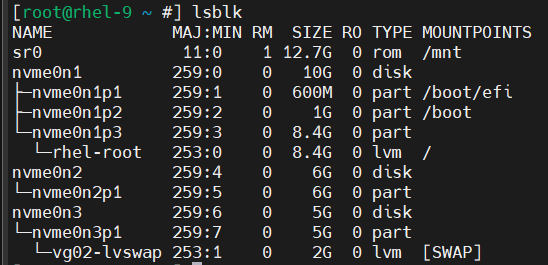 [root@rhel-9 ~ #] lsblk
NAME MAJ:MIN RM SIZE RO TYPE MOUNTPOINTS
sr0 11:0 1 12.7G 0 rom /mnt
nvme0n1 259:0 0 10G 0 disk
├─nvme0n1p1 259:1 0 600M 0 part /boot/efi
├─nvme0n1p2 259:2 0 1G 0 part /boot
└─nvme0n1p3 259:3 0 8.4G 0 part
└─rhel-root 253:0 0 8.4G 0 lvm /
nvme0n2 259:4 0 6G 0 disk
└─nvme0n2p1 259:5 0 6G 0 part
nvme0n3 259:6 0 5G 0 disk
└─nvme0n3p1 259:7 0 5G 0 part
└─vg02-lvswap 253:1 0 2G 0 lvm [SWAP]